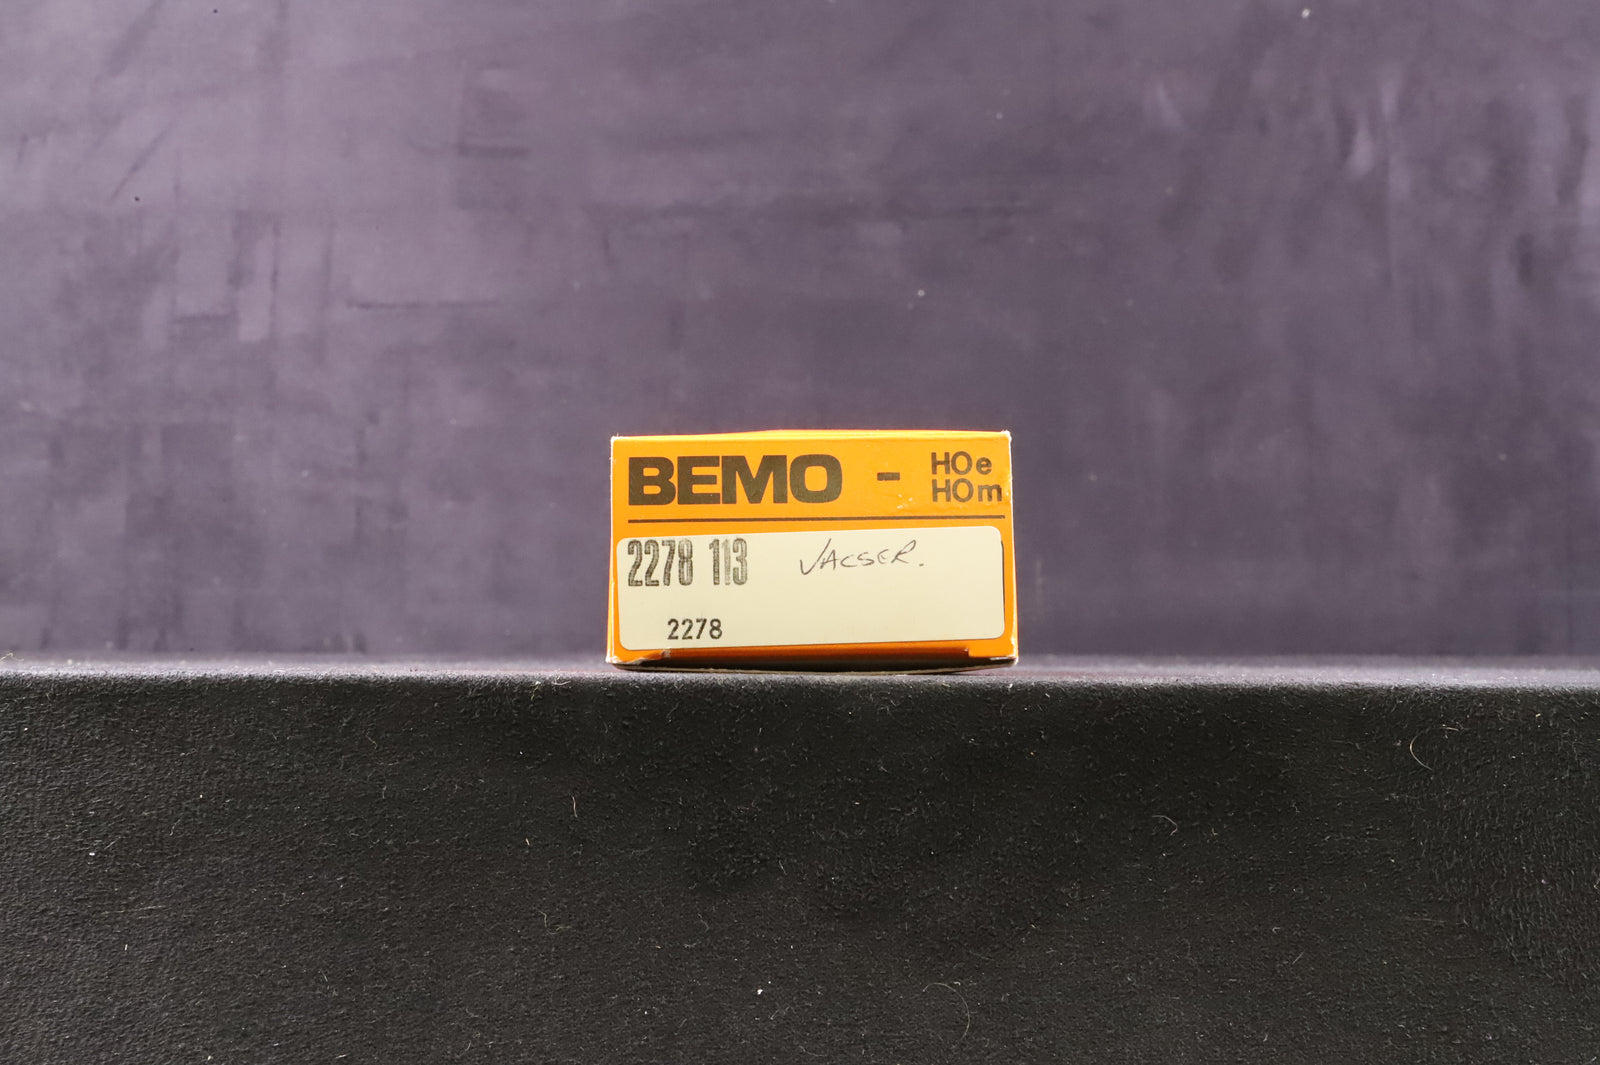 BEMO - HOe
HOm
2278 113 VACSER.
2278